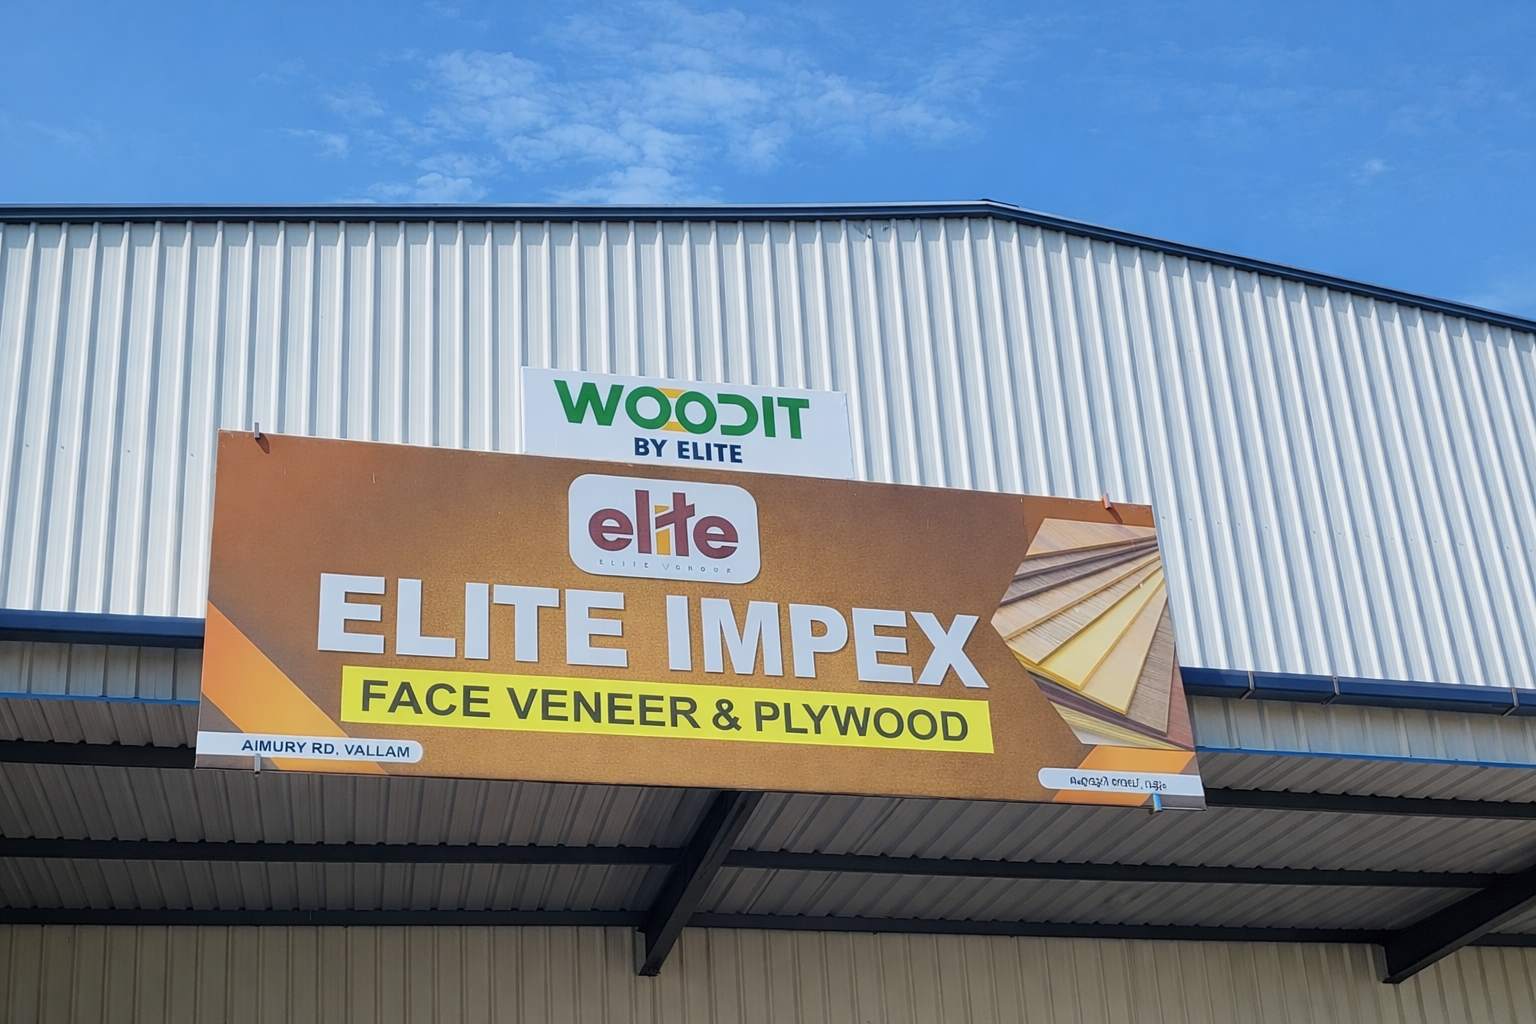 WOODIT
BY ELITE
elite
ELITE IMPEX
FACE VENEER & PLYWOOD
AIMURY RD, VALLAM